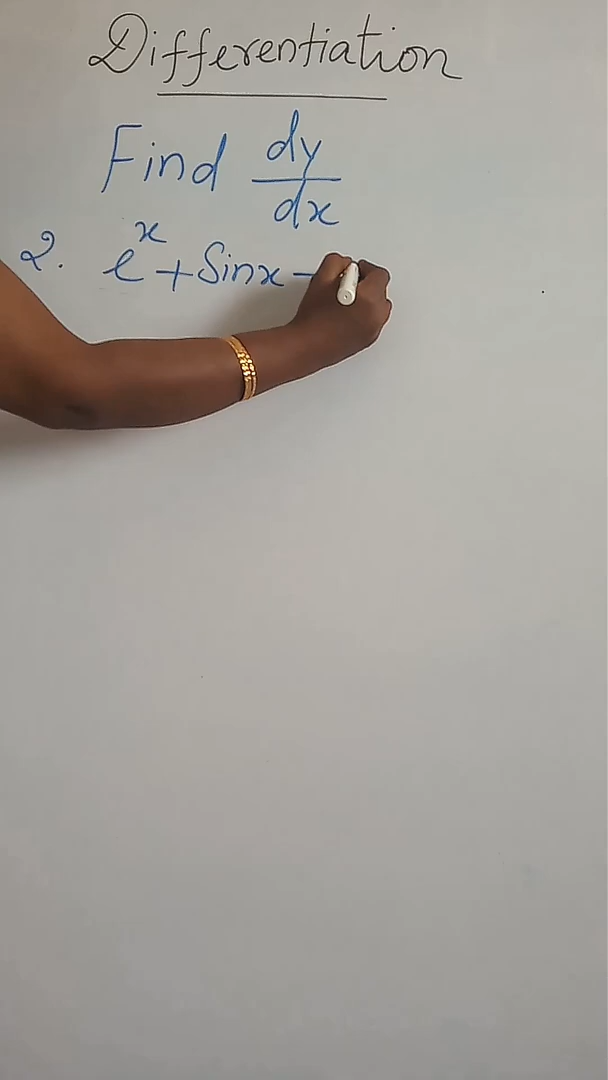 Differentiation
Find dy/dx
2. e^x + Sinx -